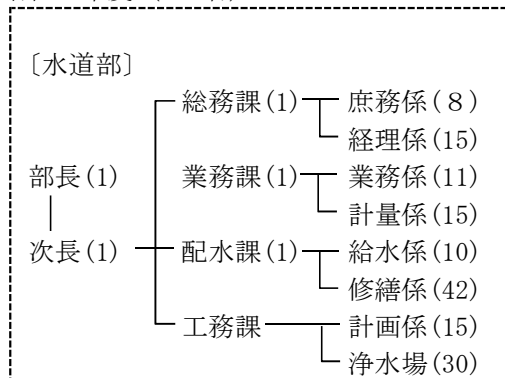 〔水道部〕
総務課(1) 庶務係(８)
経理係(15)
部長(1) 業務課(1) 業務係(11)
計量係(15)
次長(1) 配水課(1) 給水係(10)
修繕係(42)
工務課 計画係(15)
浄水場(30)